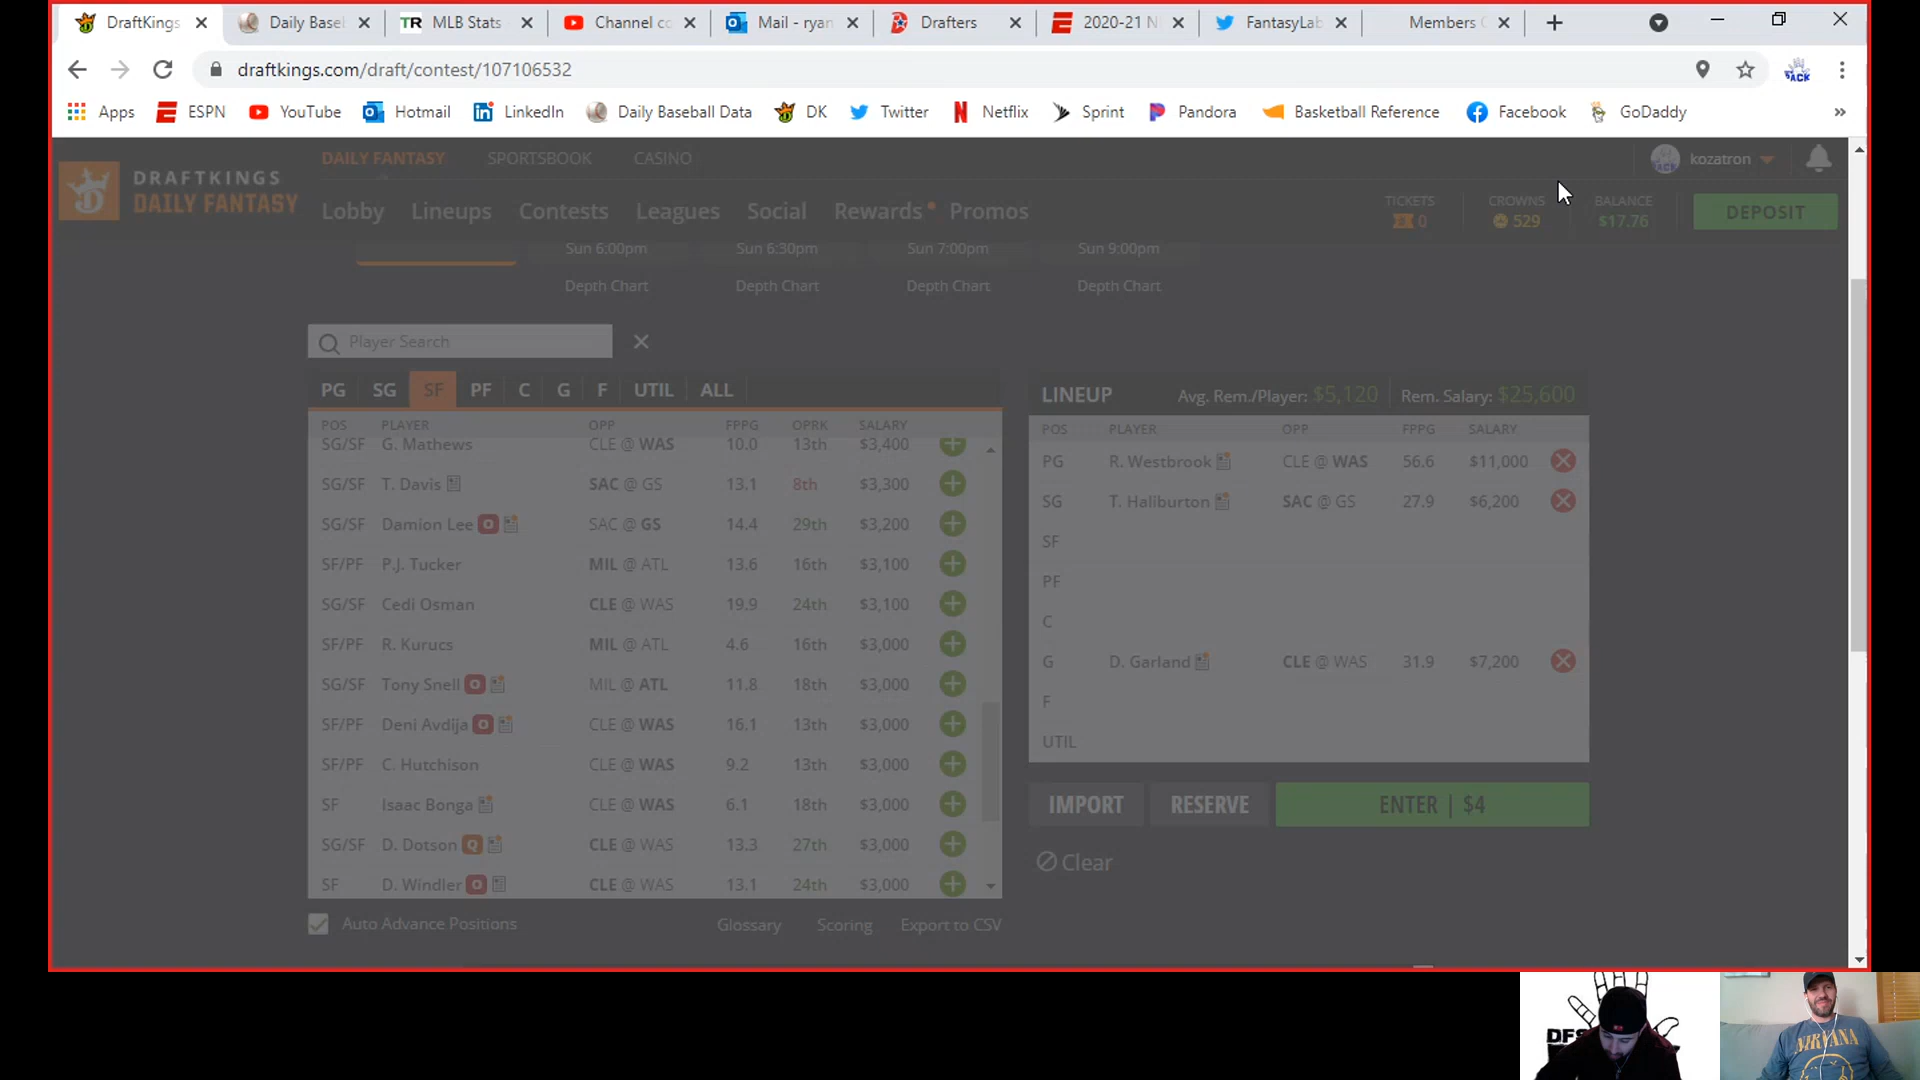 DraftKings
Daily Basel
TR MLB Stats
Channel co
Mail - ryan
Drafters
2020-21 N
FantasyLab
Members
draftkings.com/draft/contest/107106532
SACK
Apps
ESPN
YouTube
Hotmail
LinkedIn
Daily Baseball Data
DK
Twitter
Netflix
Sprint
Pandora
Basketball Reference
Facebook
GoDaddy
»
DAILY FANTASY SPORTSBOOK CASINO
kozatron
DRAFTKINGS
DAILY FANTASY
Lobby Lineups Contests Leagues Social Rewards Promos
TICKETS
0
CROWNS
529
BALANCE
$17.76
DEPOSIT
Sun 6:00pm Sun 6:30pm Sun 7:00pm Sun 9:00pm
Depth Chart Depth Chart Depth Chart Depth Chart
Player Search
PG SG SF PF C G F UTIL ALL
POS PLAYER OPP FPPG OPRK SALARY
SG/SF G. Mathews CLE @ WAS 10.0 13th $3,400
SG/SF T. Davis SAC @ GS 13.1 8th $3,300
SG/SF Damion Lee O SAC @ GS 14.4 29th $3,200
SF/PF P.J. Tucker MIL @ ATL 13.6 16th $3,100
SG/SF Cedi Osman CLE @ WAS 19.9 24th $3,100
SF/PF R. Kurucs MIL @ ATL 4.6 16th $3,000
SG/SF Tony Snell O MIL @ ATL 11.8 18th $3,000
SF/PF Deni Avdija O CLE @ WAS 16.1 13th $3,000
SF/PF C. Hutchison CLE @ WAS 9.2 13th $3,000
SF Isaac Bonga CLE @ WAS 6.1 18th $3,000
SG/SF D. Dotson Q CLE @ WAS 13.3 27th $3,000
SF D. Windler O CLE @ WAS 13.1 24th $3,000
Auto Advance Positions
Glossary Scoring Export to CSV
LINEUP Avg. Rem./Player: $5,120 Rem. Salary: $25,600
POS PLAYER OPP FPPG SALARY
PG R. Westbrook CLE @ WAS 56.6 $11,000
SG T. Haliburton SAC @ GS 27.9 $6,200
SF
PF
C
G D. Garland CLE @ WAS 31.9 $7,200
F
UTIL
IMPORT RESERVE ENTER | $4
Clear
DFS
NIRVANA